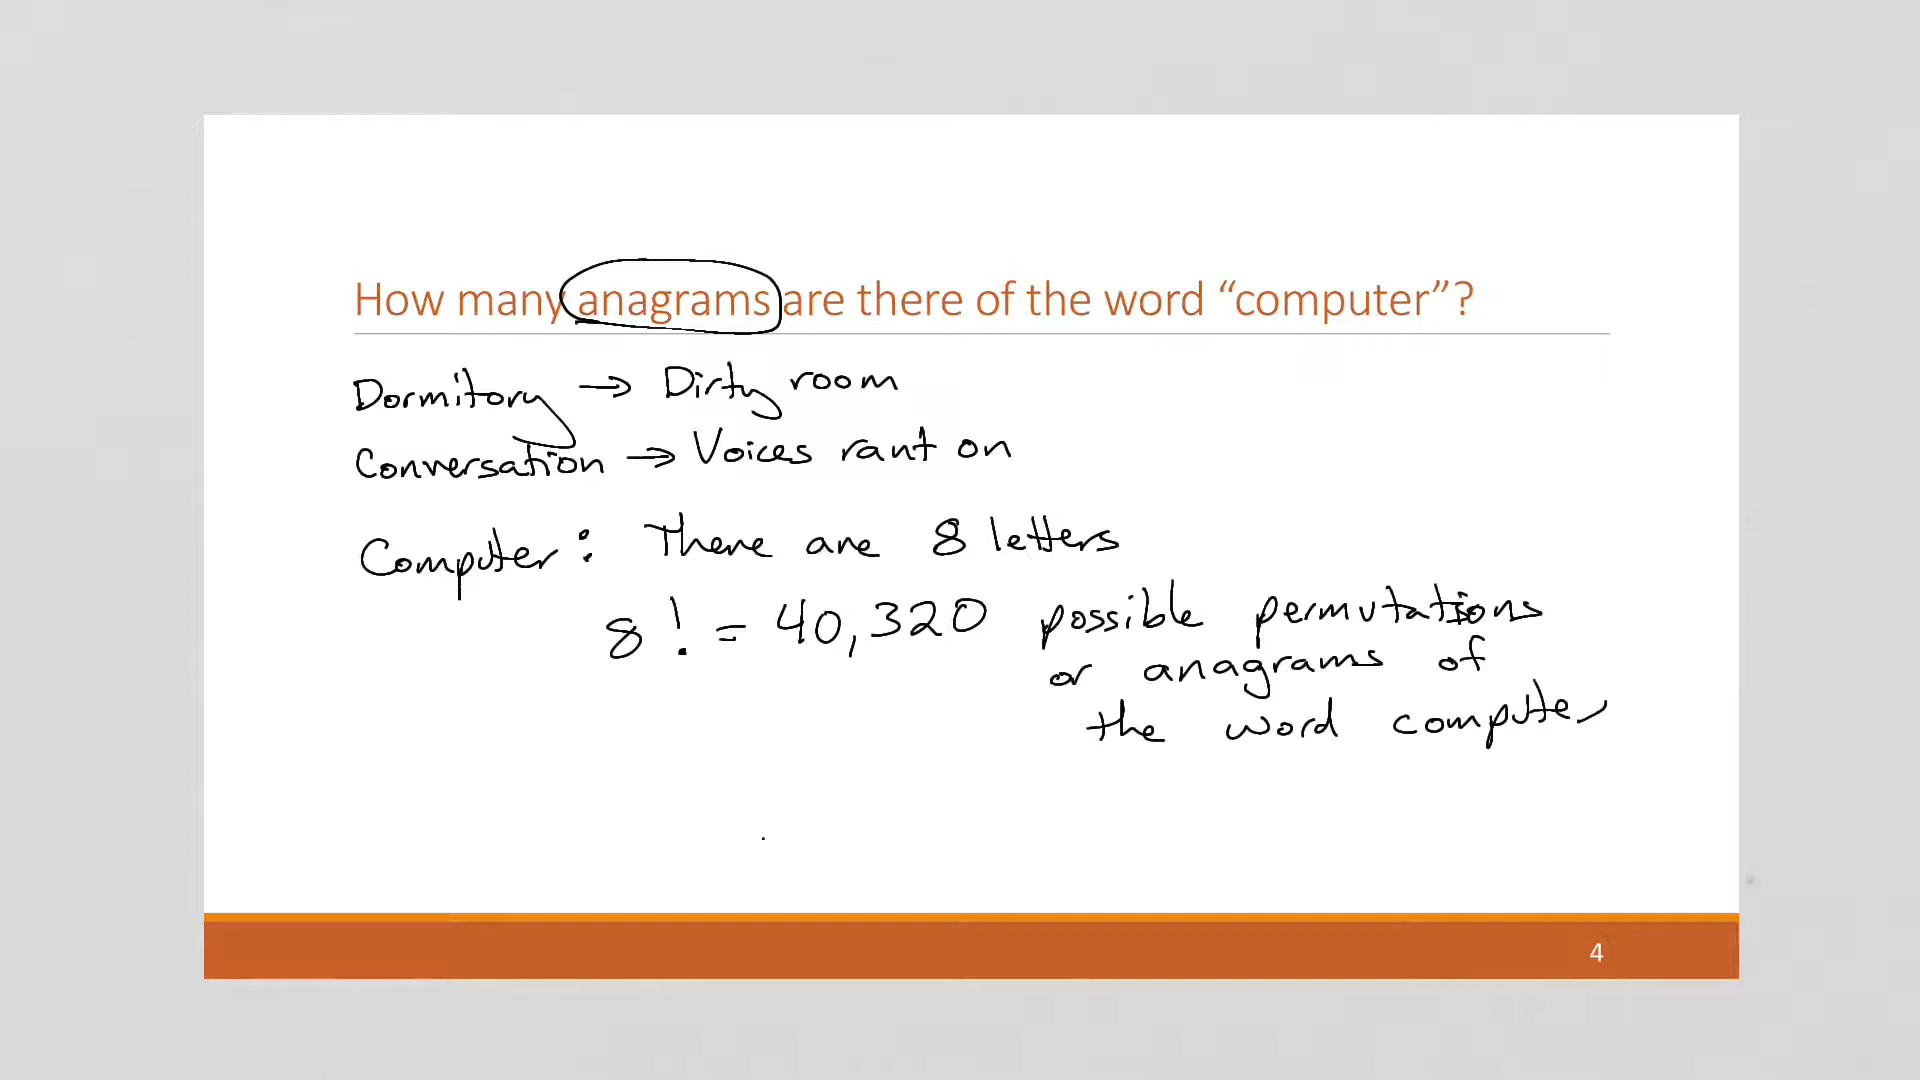 How many anagrams are there of the word “computer”?
Dormitory → Dirty room
Conversation → Voices rant on
Computer: There are 8 letters
8! = 40,320 possible permutations
or anagrams of
the word computer
4